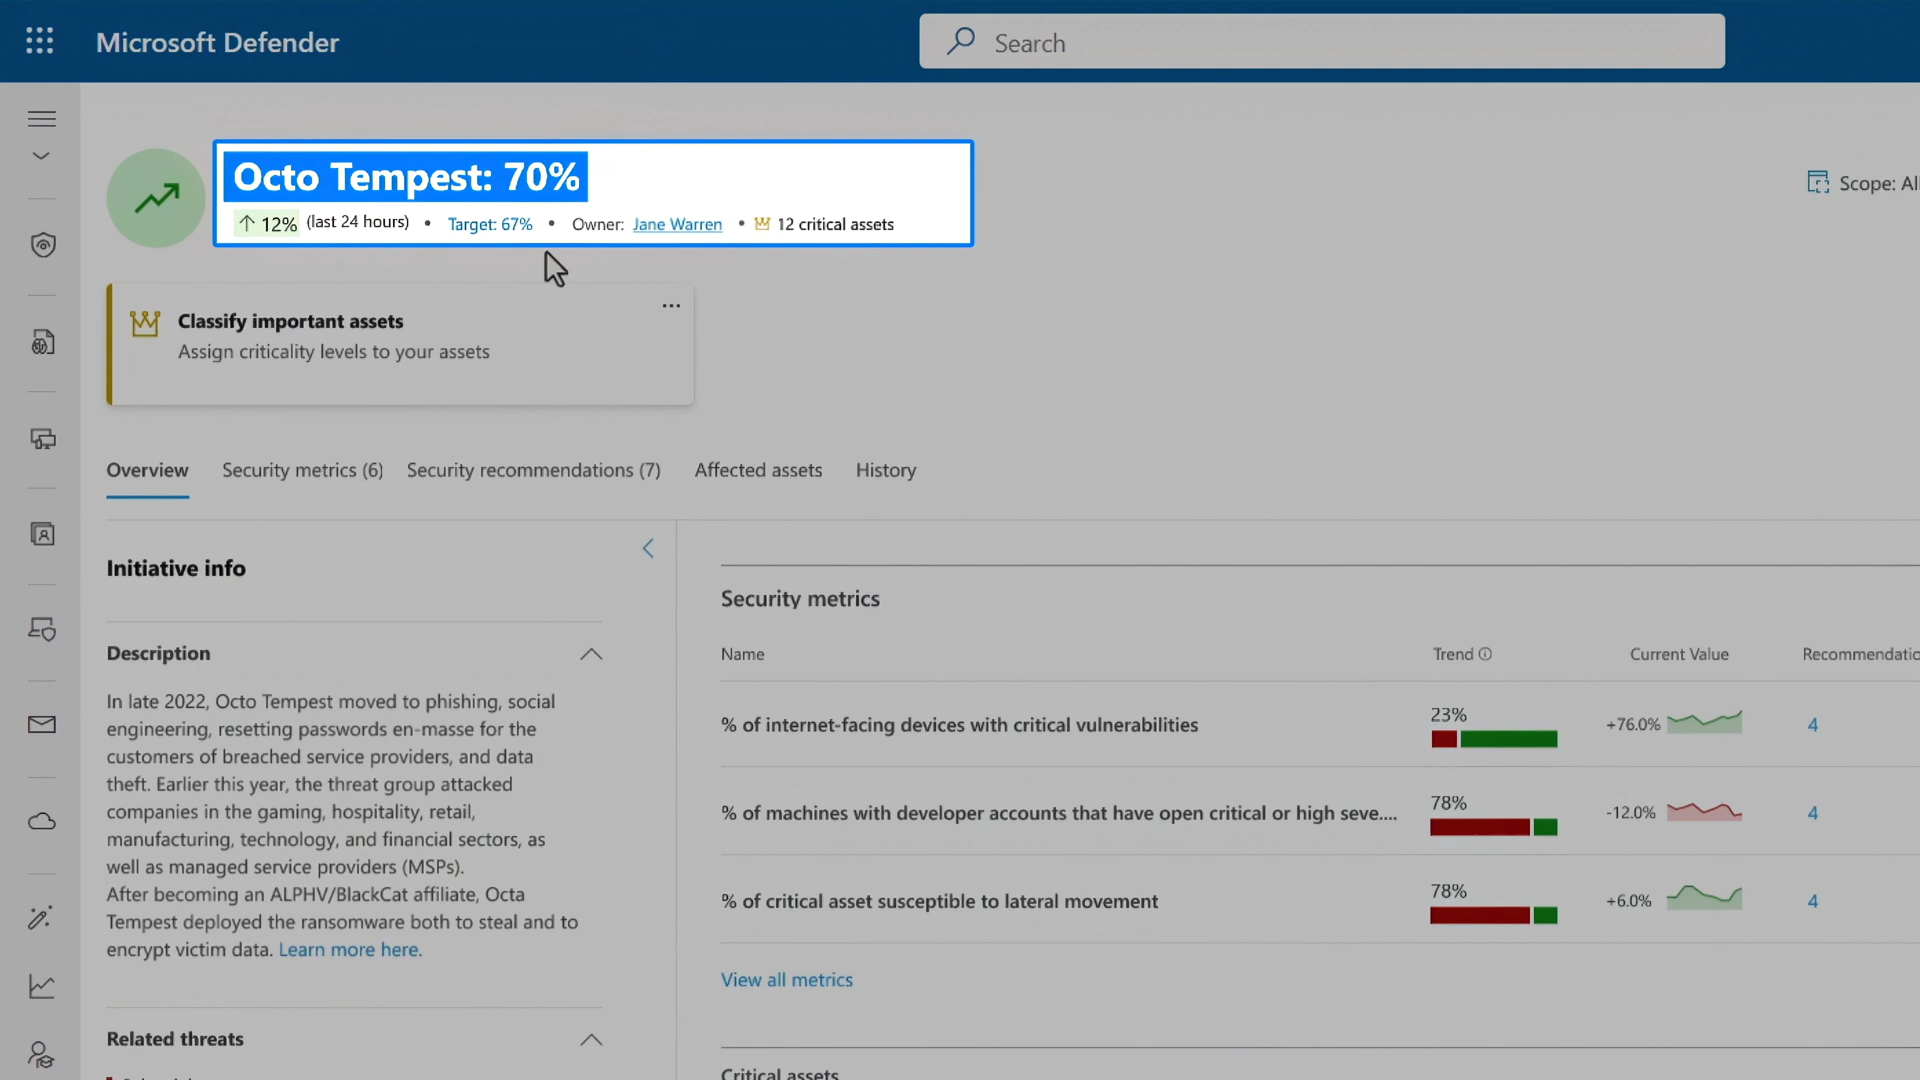 Microsoft Defender
Search
Octo Tempest: 70%
↑ 12% (last 24 hours) • Target: 67% • Owner: Jane Warren • 12 critical assets
Scope: All
Classify important assets
Assign criticality levels to your assets
Overview Security metrics (6) Security recommendations (7) Affected assets History
Initiative info
Description
In late 2022, Octo Tempest moved to phishing, social
engineering, resetting passwords en-masse for the
customers of breached service providers, and data
theft. Earlier this year, the threat group attacked
companies in the gaming, hospitality, retail,
manufacturing, technology, and financial sectors, as
well as managed service providers (MSPs).
After becoming an ALPHV/BlackCat affiliate, Octa
Tempest deployed the ransomware both to steal and to
encrypt victim data. Learn more here.
Related threats
Security metrics
Name Trend Current Value Recommendatio
% of internet-facing devices with critical vulnerabilities 23% +76.0% 4
% of machines with developer accounts that have open critical or high seve.... 78% -12.0% 4
% of critical asset susceptible to lateral movement 78% +6.0% 4
View all metrics
Critical assets